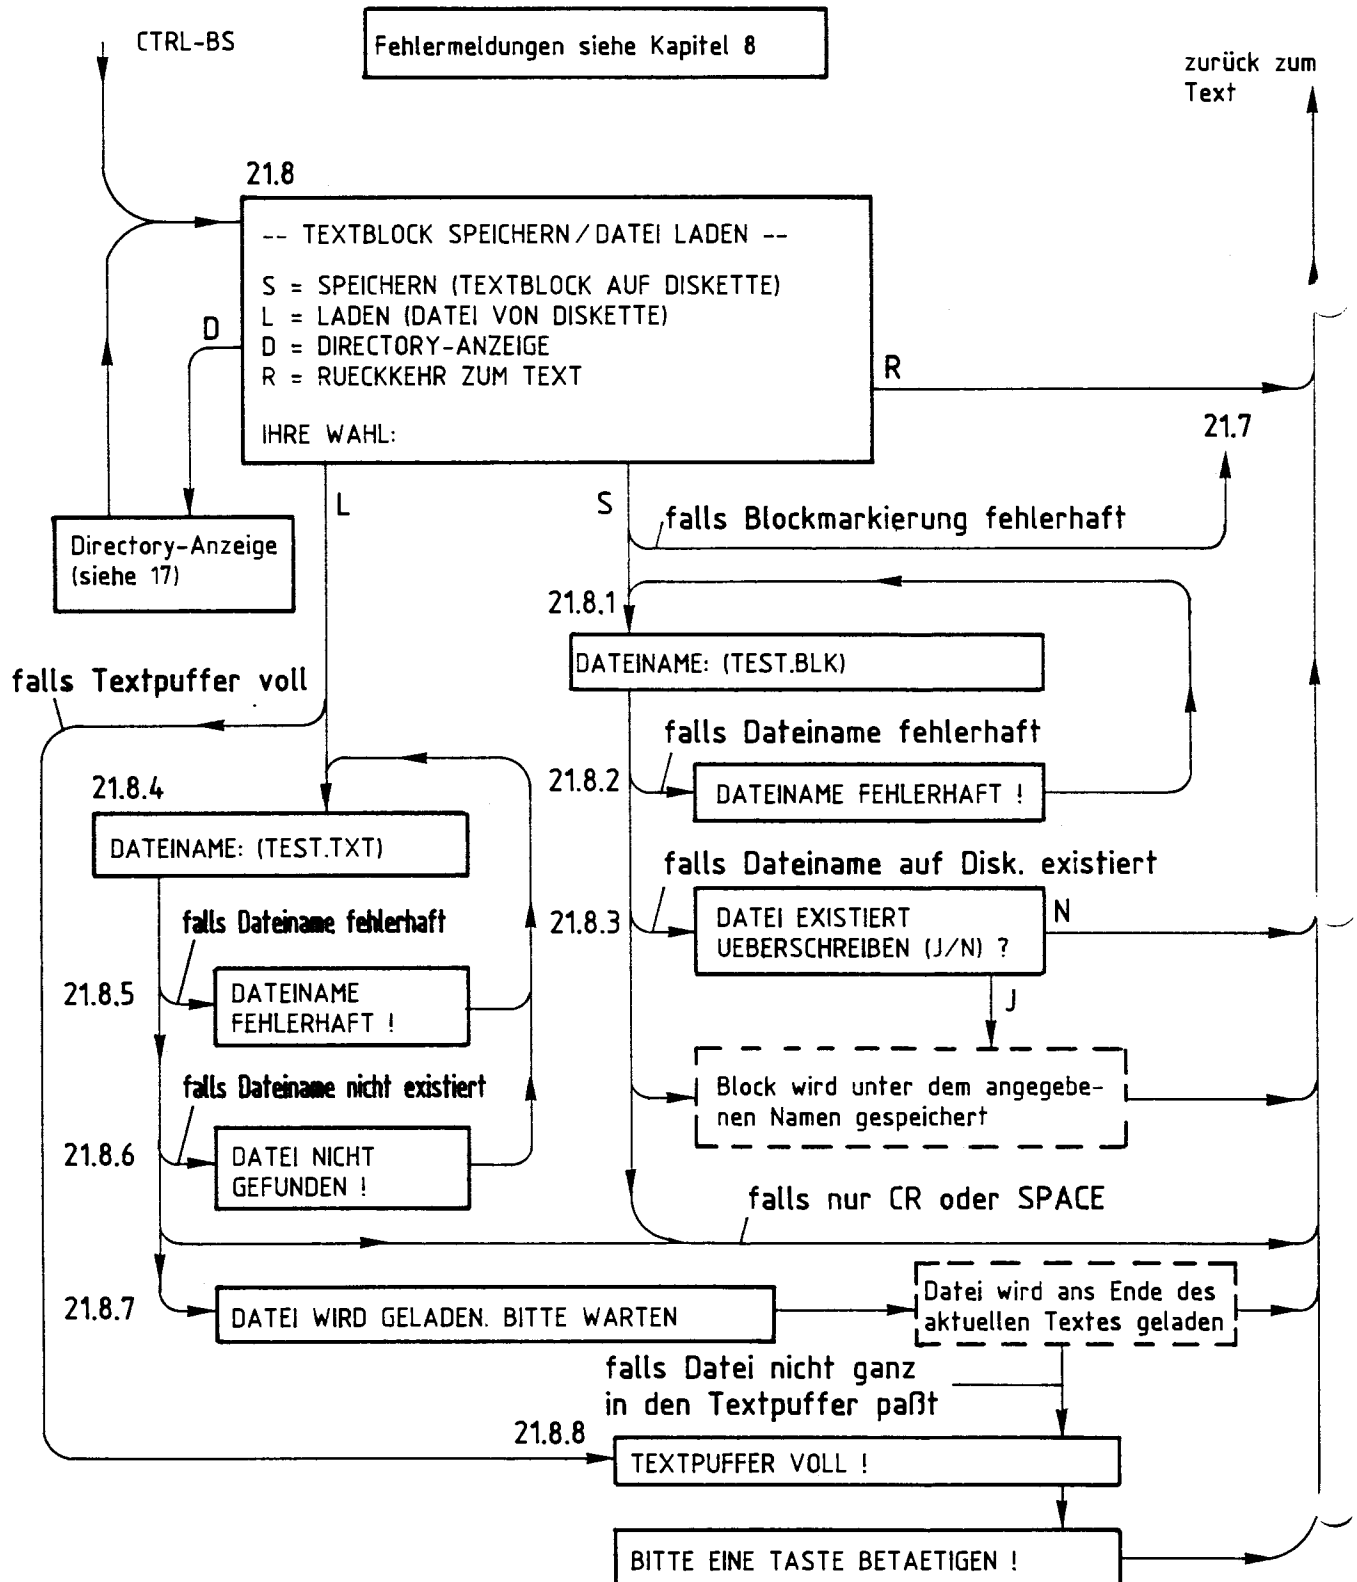 CTRL-BS
Fehlermeldungen siehe Kapitel 8
zurück zum
Text
21.8
-- TEXTBLOCK SPEICHERN/DATEI LADEN --
S = SPEICHERN (TEXTBLOCK AUF DISKETTE)
L = LADEN (DATEI VON DISKETTE)
D = DIRECTORY-ANZEIGE
R = RUECKKEHR ZUM TEXT
IHRE WAHL:
D
R
21.7
L
S
falls Blockmarkierung fehlerhaft
Directory-Anzeige
(siehe 17)
21.8.1
DATEINAME: (TEST.BLK)
falls Textpuffer voll
falls Dateiname fehlerhaft
21.8.2
DATEINAME FEHLERHAFT !
21.8.4
DATEINAME: (TEST.TXT)
falls Dateiname auf Disk. existiert
21.8.3
DATEI EXISTIERT
UEBERSCHREIBEN (J/N) ?
N
J
falls Dateiname fehlerhaft
21.8.5
DATEINAME
FEHLERHAFT !
Block wird unter dem angegebe-
nen Namen gespeichert
falls Dateiname nicht existiert
21.8.6
DATEI NICHT
GEFUNDEN !
falls nur CR oder SPACE
21.8.7
DATEI WIRD GELADEN. BITTE WARTEN
Datei wird ans Ende des
aktuellen Textes geladen
falls Datei nicht ganz
in den Textpuffer paßt
21.8.8
TEXTPUFFER VOLL !
BITTE EINE TASTE BETAETIGEN !